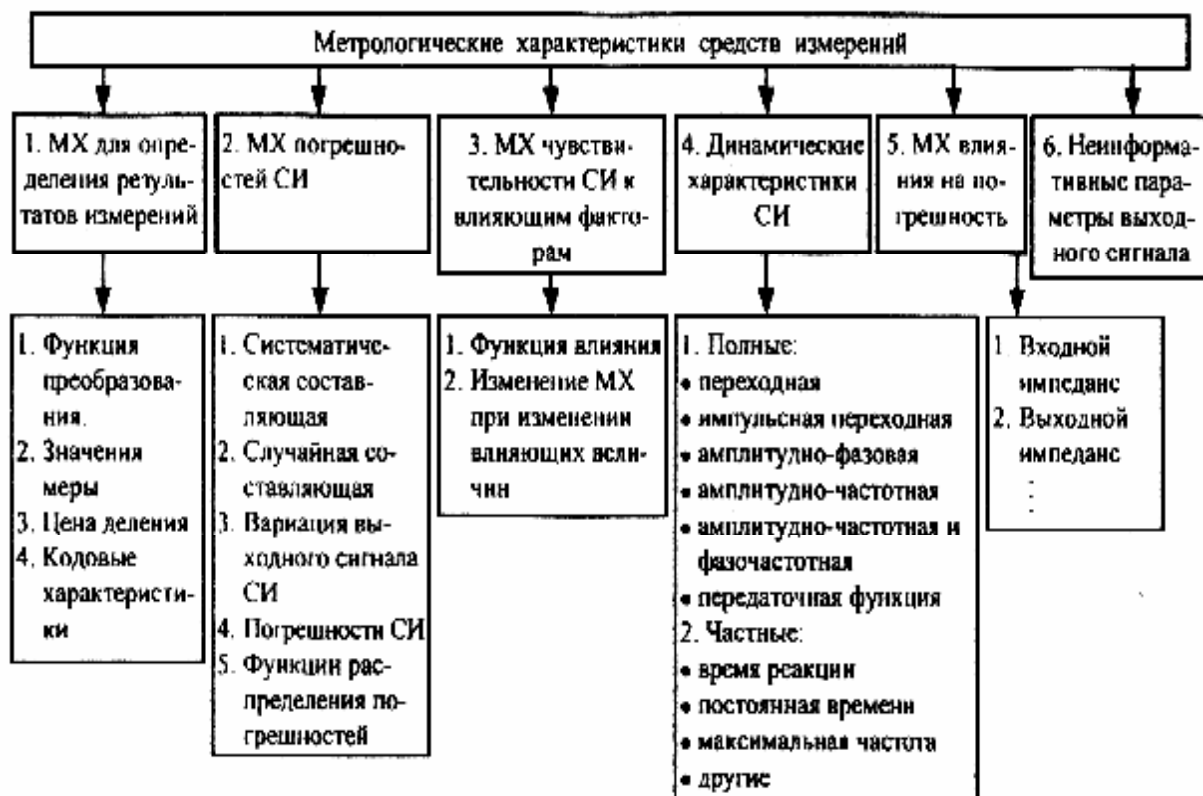 Метрологические характеристики средств измерений
1. МХ для опре-
деления ретуль-
татов измерений
2. МХ погрешно-
стей СИ
3. МХ чувстви-
тельности СИ к
влияющим факто-
рам
4. Динамические
характеристики
СИ
5. МХ влия-
ния на по-
грешность
6. Неинформа-
тивные пара-
метры выход-
ного сигнала
1. Функция
преобразова-
ния.
2. Значения
меры
3. Цена деления
4. Кодовые
характеристи-
ки
1. Систематиче-
ская состав-
ляющая
2. Случайная со-
ставляющая
3. Вариация вы-
ходного сигнала
СИ
4. Погрешности СИ
5. Функции рас-
пределения по-
грешностей
1. Функция влияния
2. Изменение МХ
при изменении
влияющих вели-
чин
1. Полные:
• переходная
• импульсная переходная
• амплитудно-фазовая
• амплитудно-частотная
• амплитудно-частотная и
фазочастотная
• передаточная функция
2. Частные:
• время реакции
• постоянная времени
• максимальная частота
• другие
1. Входной
импеданс
2. Выходной
импеданс
⋮